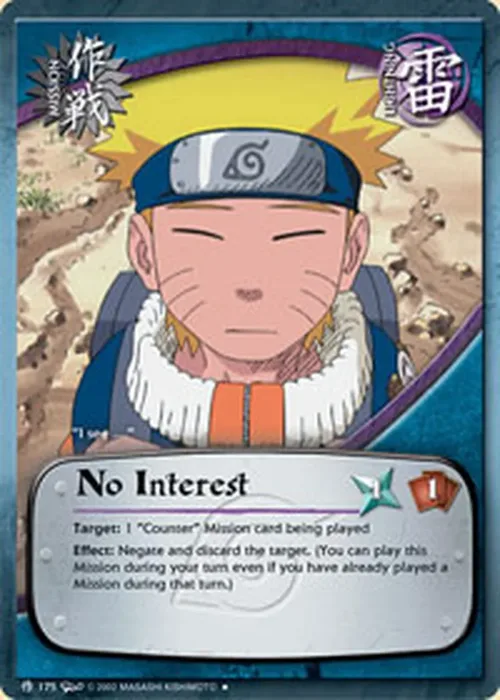 作戦
MISSION
雷
LIGHTNING
"I see..."
No Interest
1
1
Target: 1 "Counter" Mission card being played
Effect: Negate and discard the target. (You can play this
Mission during your turn even if you have already played a
Mission during that turn.)
175 © 2002 MASASHI KISHIMOTO